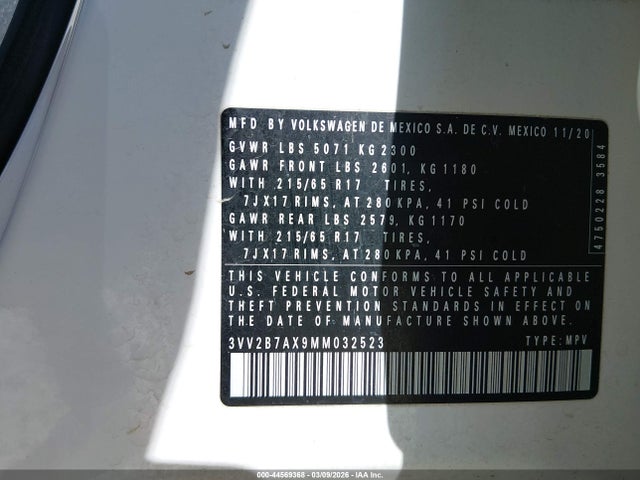 MFD BY VOLKSWAGEN DE MEXICO S.A. DE C.V. MEXICO 11/20
GVWR LBS 5071 KG 2300
GAWR FRONT LBS 2601, KG 1180
WITH 215/65 R17 TIRES,
7JX17 RIMS, AT 280 KPA, 41 PSI COLD
GAWR REAR LBS 2579, KG 1170
WITH 215/65 R17 TIRES,
7JX17 RIMS, AT 280 KPA, 41 PSI COLD
THIS VEHICLE CONFORMS TO ALL APPLICABLE
U.S. FEDERAL MOTOR VEHICLE SAFETY AND
THEFT PREVENTION STANDARDS IN EFFECT ON
THE DATE OF MANUFACTURE SHOWN ABOVE.
3VV2B7AX9MM032523 TYPE: MPV
4750228 3584
000-44569368 - 03/09/2026 - IAA Inc.